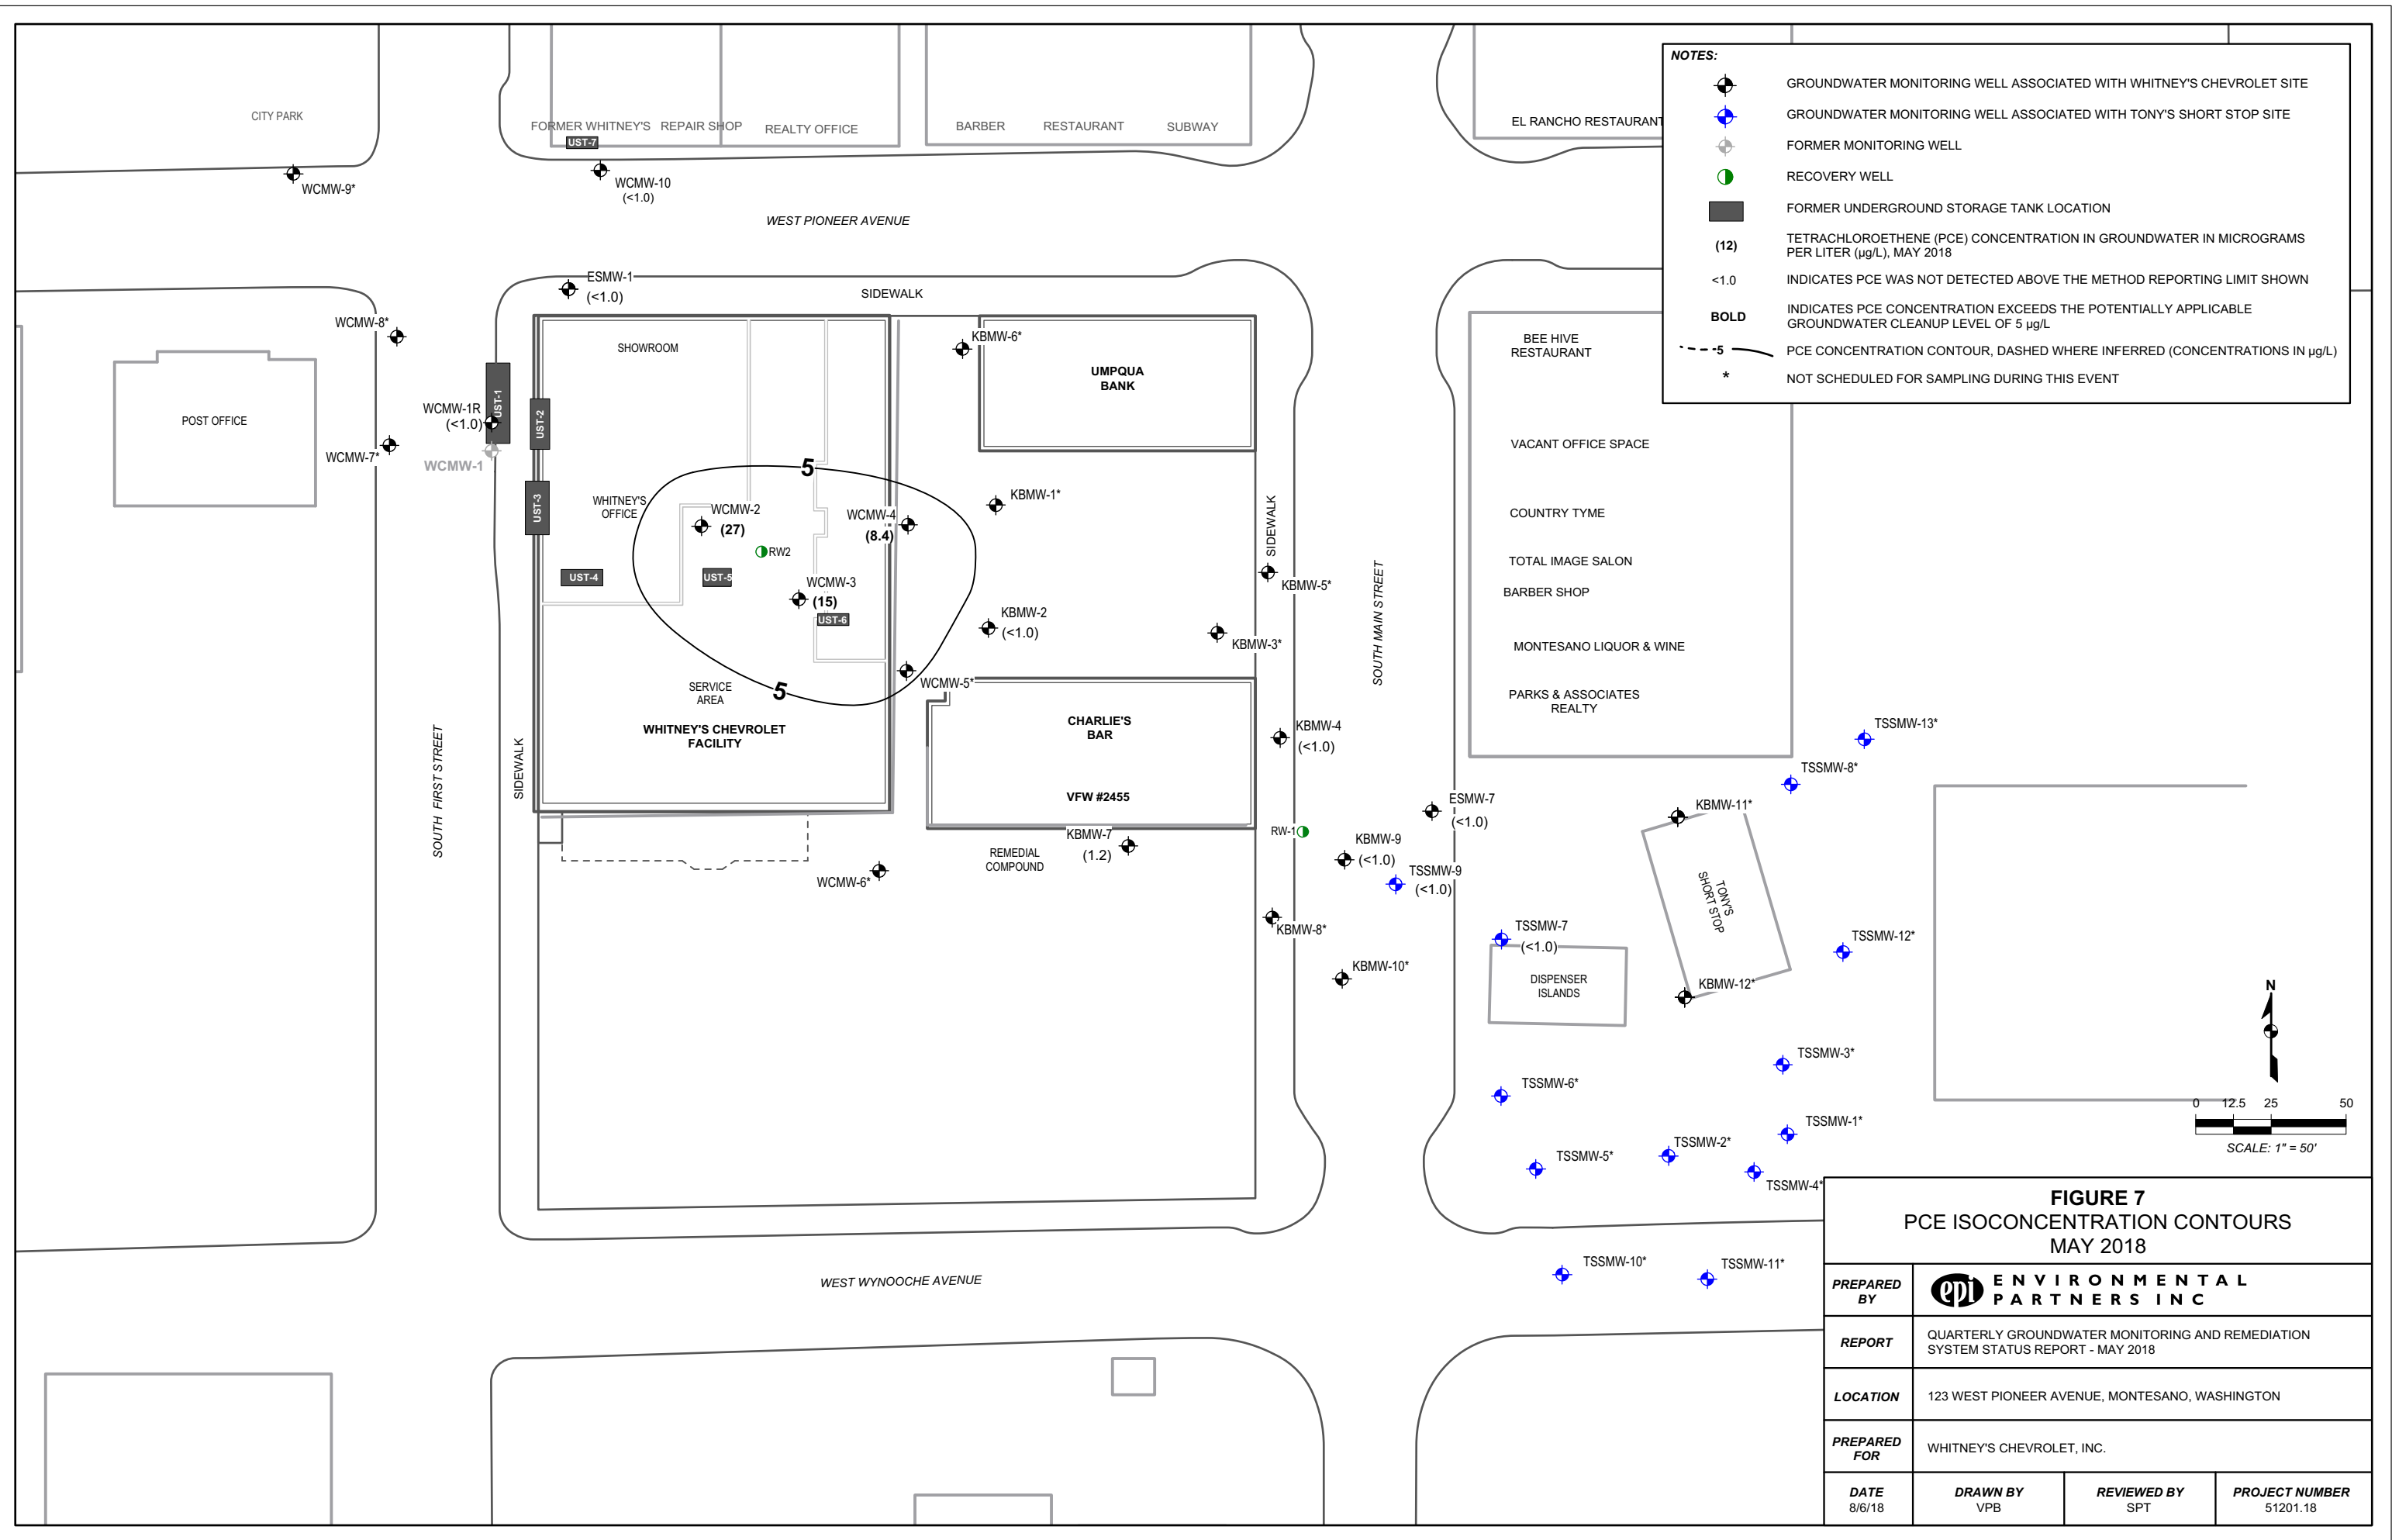 NOTES:
GROUNDWATER MONITORING WELL ASSOCIATED WITH WHITNEY'S CHEVROLET SITE
GROUNDWATER MONITORING WELL ASSOCIATED WITH TONY'S SHORT STOP SITE
FORMER MONITORING WELL
RECOVERY WELL
FORMER UNDERGROUND STORAGE TANK LOCATION
(12) TETRACHLOROETHENE (PCE) CONCENTRATION IN GROUNDWATER IN MICROGRAMS
PER LITER (µg/L), MAY 2018
<1.0 INDICATES PCE WAS NOT DETECTED ABOVE THE METHOD REPORTING LIMIT SHOWN
BOLD INDICATES PCE CONCENTRATION EXCEEDS THE POTENTIALLY APPLICABLE
GROUNDWATER CLEANUP LEVEL OF 5 µg/L
5 PCE CONCENTRATION CONTOUR, DASHED WHERE INFERRED (CONCENTRATIONS IN µg/L)
* NOT SCHEDULED FOR SAMPLING DURING THIS EVENT
CITY PARK
FORMER WHITNEY'S REPAIR SHOP
REALTY OFFICE
BARBER
RESTAURANT
SUBWAY
EL RANCHO RESTAURANT
UST-7
WCMW-9*
WCMW-10
(<1.0)
WEST PIONEER AVENUE
ESMW-1
(<1.0)
SIDEWALK
WCMW-8*
SHOWROOM
KBMW-6*
UMPQUA
BANK
BEE HIVE
RESTAURANT
POST OFFICE
WCMW-1R
(<1.0)
UST-1
UST-2
WCMW-7*
WCMW-1
5
VACANT OFFICE SPACE
UST-3
WHITNEY'S
OFFICE
WCMW-2
(27)
WCMW-4
(8.4)
KBMW-1*
SIDEWALK
COUNTRY TYME
RW2
UST-4
UST-5
WCMW-3
(15)
UST-6
KBMW-5*
TOTAL IMAGE SALON
BARBER SHOP
KBMW-2
(<1.0)
KBMW-3*
SOUTH MAIN STREET
MONTESANO LIQUOR & WINE
WCMW-5*
SERVICE
AREA
5
PARKS & ASSOCIATES
REALTY
WHITNEY'S CHEVROLET
FACILITY
CHARLIE'S
BAR
KBMW-4
(<1.0)
TSSMW-13*
SOUTH FIRST STREET
SIDEWALK
TSSMW-8*
VFW #2455
ESMW-7
(<1.0)
KBMW-11*
KBMW-7
(1.2)
RW-1
KBMW-9
(<1.0)
REMEDIAL
COMPOUND
TSSMW-9
(<1.0)
WCMW-6*
TONY'S
SHORT STOP
KBMW-8*
TSSMW-7
(<1.0)
TSSMW-12*
KBMW-10*
DISPENSER
ISLANDS
KBMW-12*
N
TSSMW-3*
TSSMW-6*
0 12.5 25 50
SCALE: 1" = 50'
TSSMW-1*
TSSMW-2*
TSSMW-5*
TSSMW-4*
TSSMW-10*
TSSMW-11*
WEST WYNOOCHE AVENUE
FIGURE 7
PCE ISOCONCENTRATION CONTOURS
MAY 2018
PREPARED
BY
epi ENVIRONMENTAL
PARTNERS INC
REPORT
QUARTERLY GROUNDWATER MONITORING AND REMEDIATION
SYSTEM STATUS REPORT - MAY 2018
LOCATION
123 WEST PIONEER AVENUE, MONTESANO, WASHINGTON
PREPARED
FOR
WHITNEY'S CHEVROLET, INC.
DATE
8/6/18
DRAWN BY
VPB
REVIEWED BY
SPT
PROJECT NUMBER
51201.18